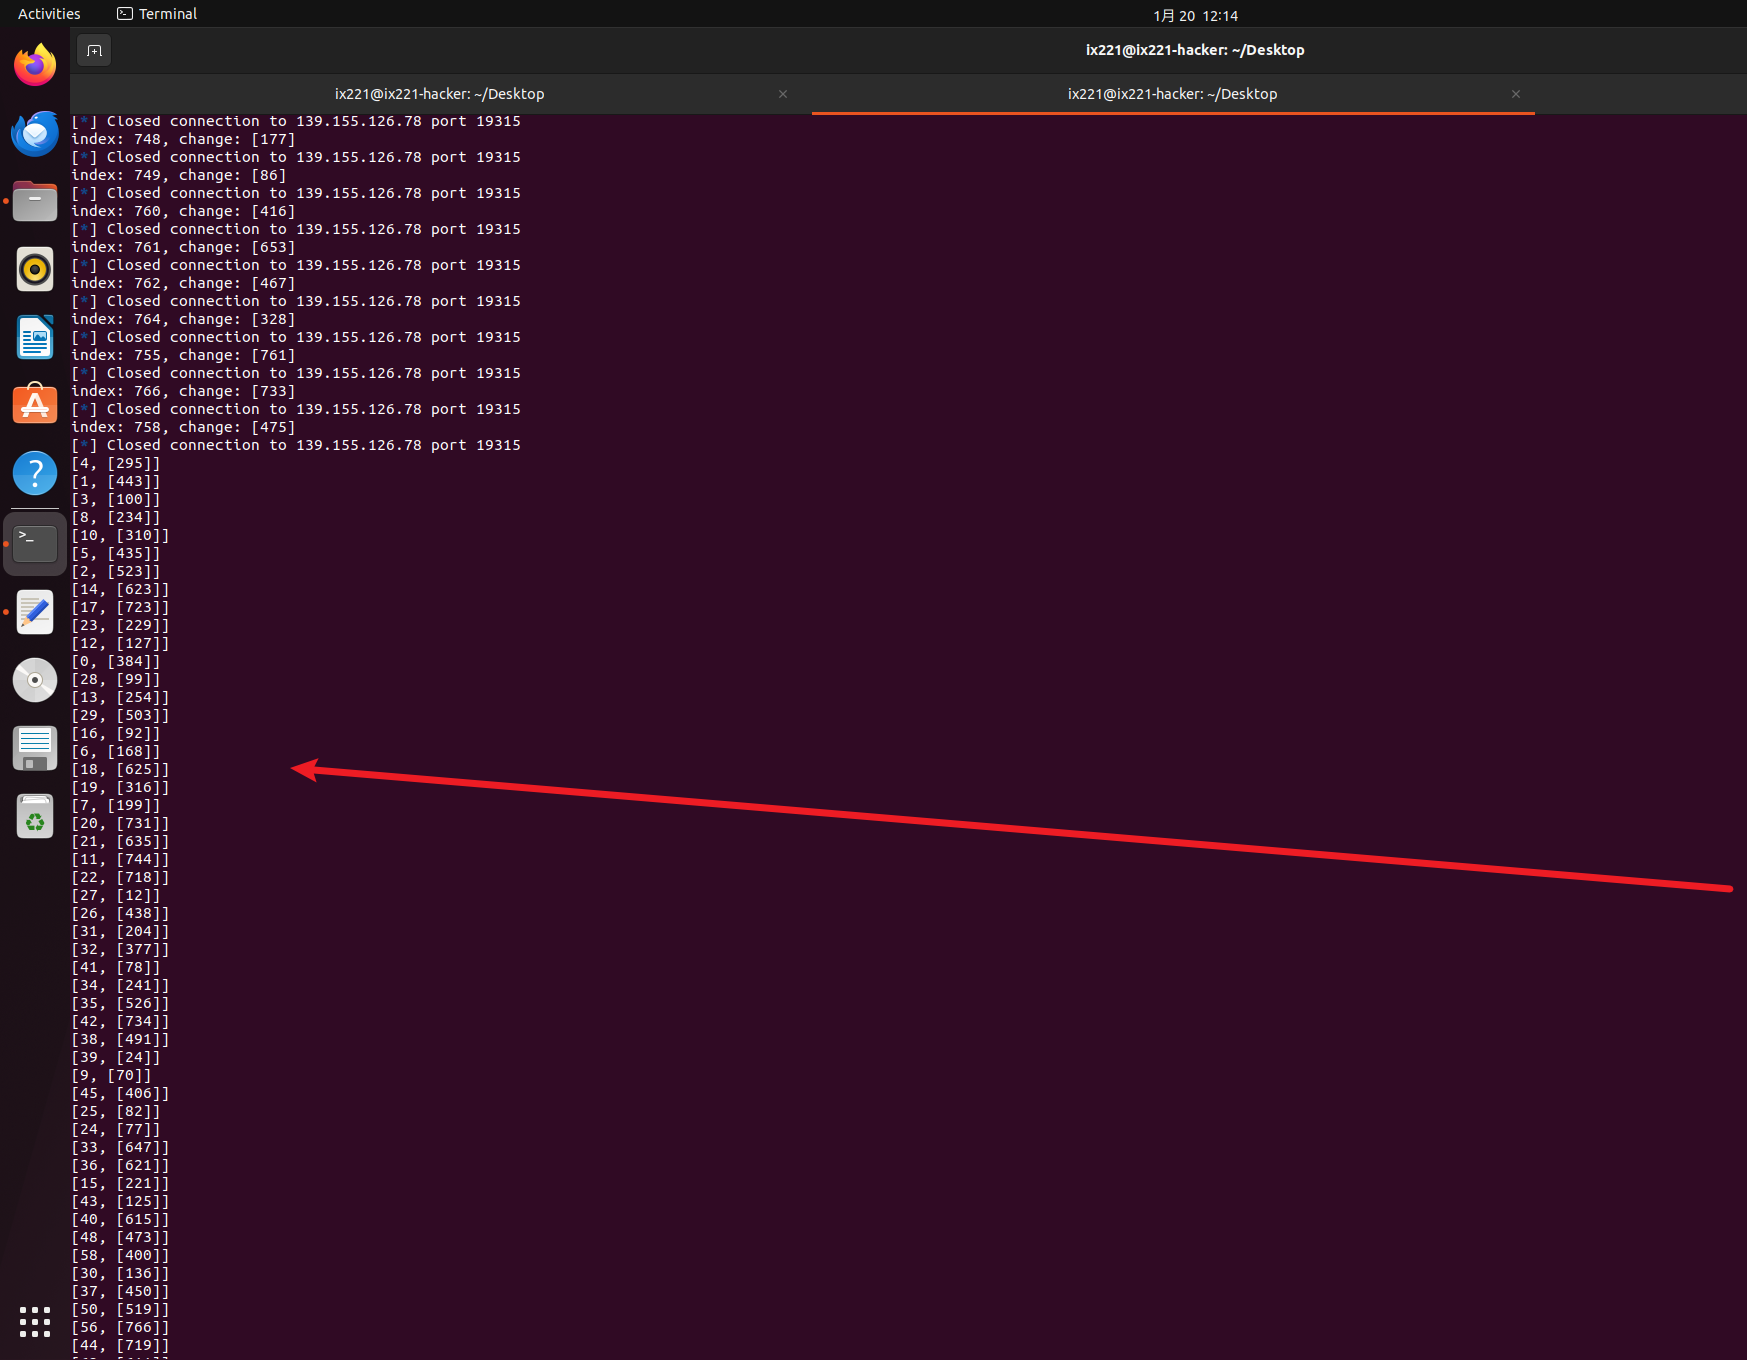 Activities
Terminal
1月 20 12:14
ix221@ix221-hacker: ~/Desktop
ix221@ix221-hacker: ~/Desktop
ix221@ix221-hacker: ~/Desktop
[*] Closed connection to 139.155.126.78 port 19315
index: 748, change: [177]
[*] Closed connection to 139.155.126.78 port 19315
index: 749, change: [86]
[*] Closed connection to 139.155.126.78 port 19315
index: 760, change: [416]
[*] Closed connection to 139.155.126.78 port 19315
index: 761, change: [653]
[*] Closed connection to 139.155.126.78 port 19315
index: 762, change: [467]
[*] Closed connection to 139.155.126.78 port 19315
index: 764, change: [328]
[*] Closed connection to 139.155.126.78 port 19315
index: 755, change: [761]
[*] Closed connection to 139.155.126.78 port 19315
index: 766, change: [733]
[*] Closed connection to 139.155.126.78 port 19315
index: 758, change: [475]
[*] Closed connection to 139.155.126.78 port 19315
[4, [295]]
[1, [443]]
[3, [100]]
[8, [234]]
[10, [310]]
[5, [435]]
[2, [523]]
[14, [623]]
[17, [723]]
[23, [229]]
[12, [127]]
[0, [384]]
[28, [99]]
[13, [254]]
[29, [503]]
[16, [92]]
[6, [168]]
[18, [625]]
[19, [316]]
[7, [199]]
[20, [731]]
[21, [635]]
[11, [744]]
[22, [718]]
[27, [12]]
[26, [438]]
[31, [204]]
[32, [377]]
[41, [78]]
[34, [241]]
[35, [526]]
[42, [734]]
[38, [491]]
[39, [24]]
[9, [70]]
[45, [406]]
[25, [82]]
[24, [77]]
[33, [647]]
[36, [621]]
[15, [221]]
[43, [125]]
[40, [615]]
[48, [473]]
[58, [400]]
[30, [136]]
[37, [450]]
[50, [519]]
[56, [766]]
[44, [719]]